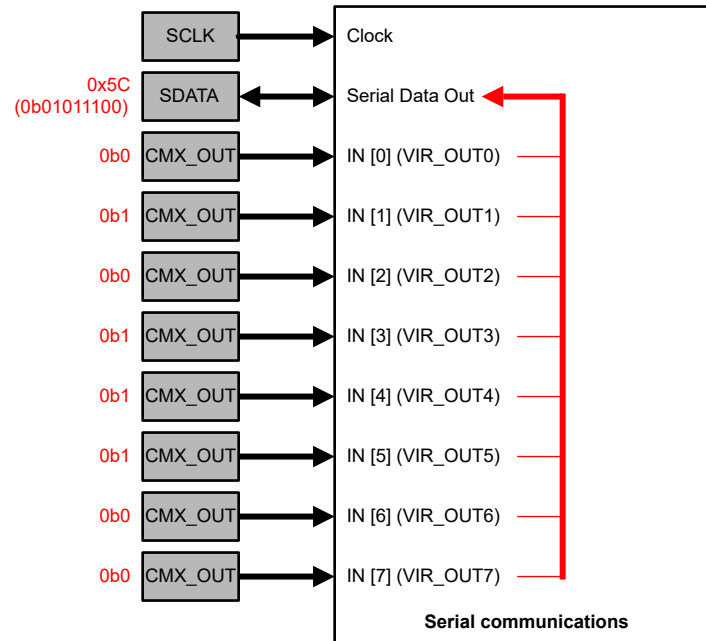 SCLK Clock
0x5C
(0b01011100) SDATA Serial Data Out
0b0 CMX_OUT IN [0] (VIR_OUT0)
0b1 CMX_OUT IN [1] (VIR_OUT1)
0b0 CMX_OUT IN [2] (VIR_OUT2)
0b1 CMX_OUT IN [3] (VIR_OUT3)
0b1 CMX_OUT IN [4] (VIR_OUT4)
0b1 CMX_OUT IN [5] (VIR_OUT5)
0b0 CMX_OUT IN [6] (VIR_OUT6)
0b0 CMX_OUT IN [7] (VIR_OUT7)
Serial communications